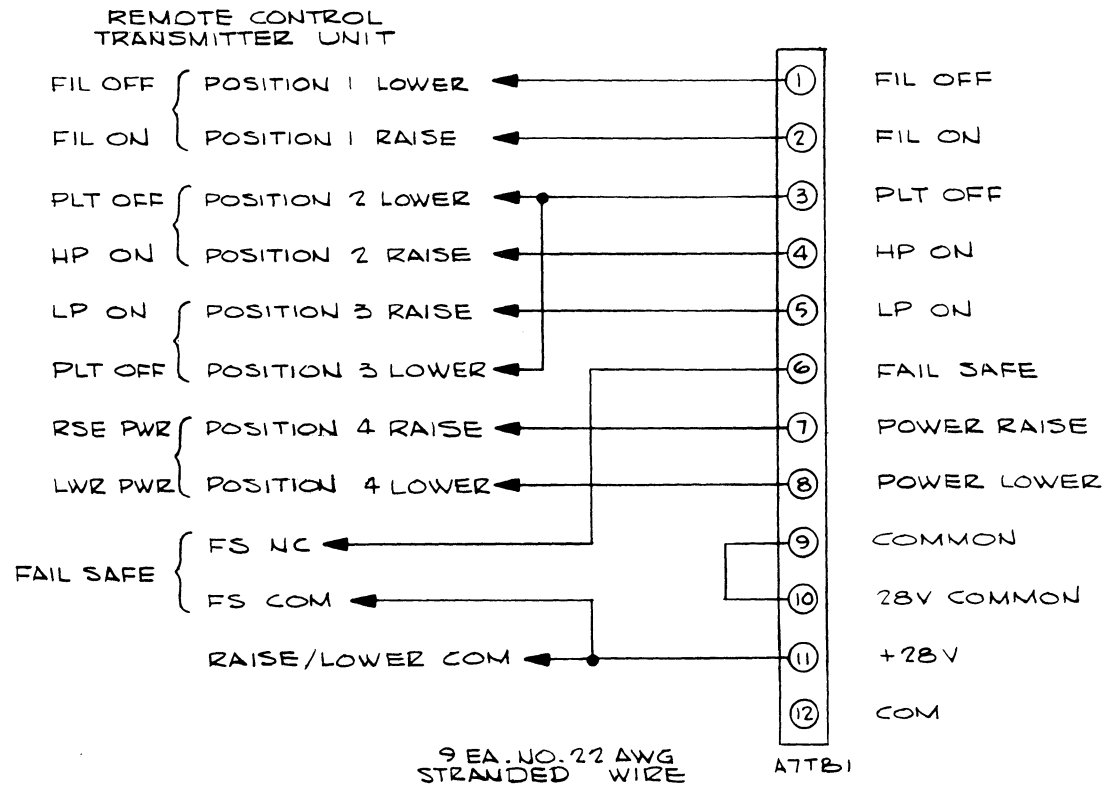 REMOTE CONTROL
TRANSMITTER UNIT
FIL OFF POSITION 1 LOWER 1 FIL OFF
FIL ON POSITION 1 RAISE 2 FIL ON
PLT OFF POSITION 2 LOWER 3 PLT OFF
HP ON POSITION 2 RAISE 4 HP ON
LP ON POSITION 3 RAISE 5 LP ON
PLT OFF POSITION 3 LOWER 6 FAIL SAFE
RSE PWR POSITION 4 RAISE 7 POWER RAISE
LWR PWR POSITION 4 LOWER 8 POWER LOWER
FS NC 9 COMMON
FAIL SAFE
FS COM 10 28V COMMON
RAISE/LOWER COM 11 +28V
12 COM
9 EA. NO. 22 AWG
STRANDED WIRE
A7TB1